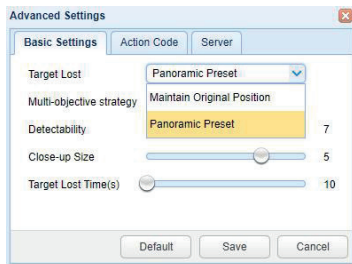 Advanced Settings
Basic Settings Action Code Server
Target Lost Panoramic Preset
Multi-objective strategy Maintain Original Position
Panoramic Preset
Detectability 7
Close-up Size 5
Target Lost Time(s) 10
Default Save Cancel